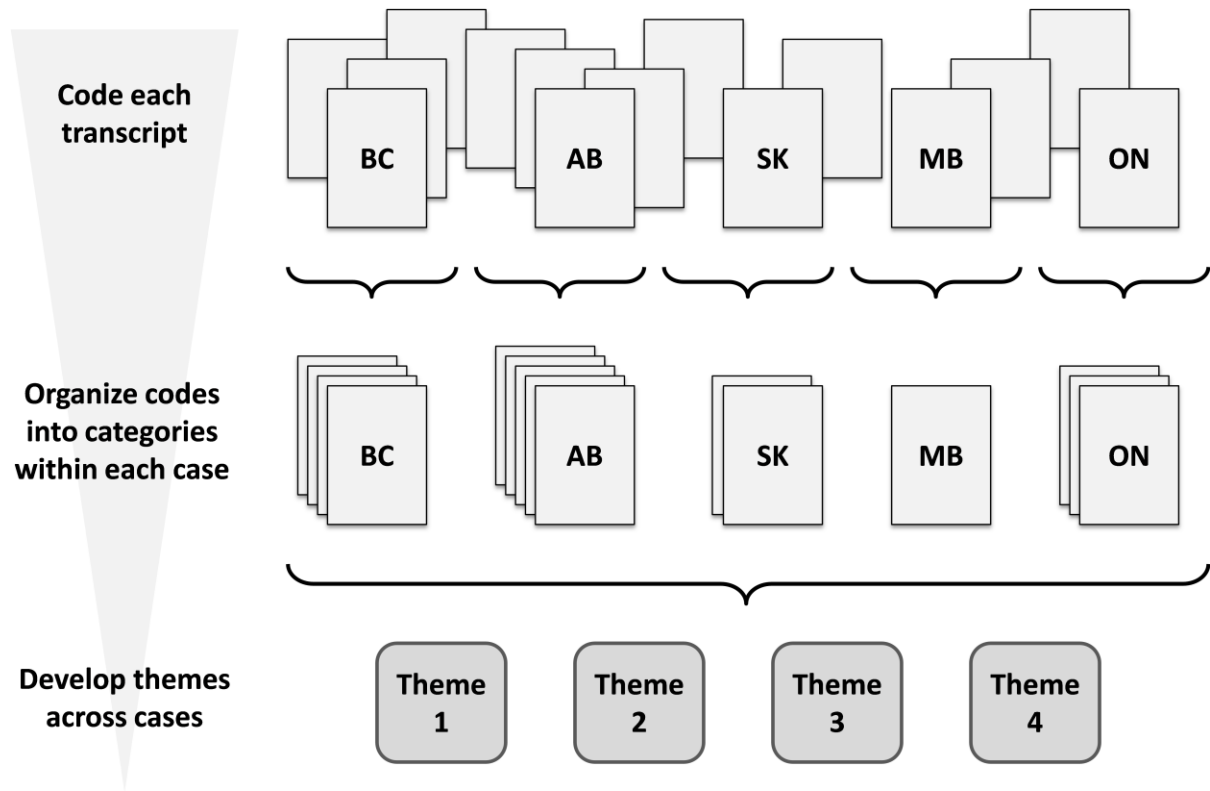 Code each
transcript
BC
AB
SK
MB
ON
Organize codes
into categories
within each case
BC
AB
SK
MB
ON
Develop themes
across cases
Theme
1
Theme
2
Theme
3
Theme
4